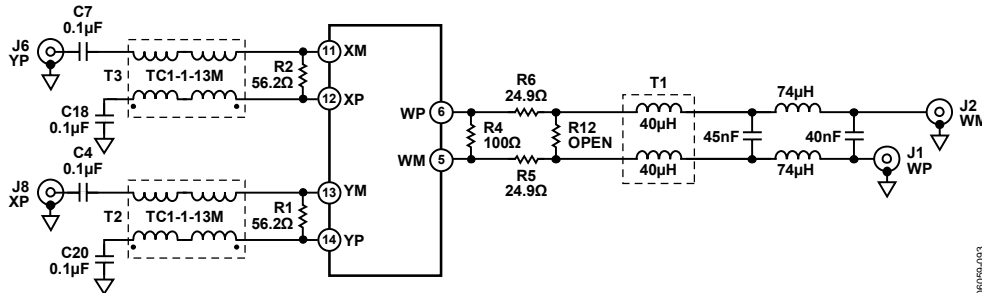 C7
0.1µF
J6
YP
T3
TC1-1-13M
R2
56.2Ω
11
XM
12
XP
C18
0.1µF
C4
0.1µF
J8
XP
T2
TC1-1-13M
R1
56.2Ω
13
YM
14
YP
C20
0.1µF
WP
6
WM
5
R6
24.9Ω
R4
100Ω
R12
OPEN
R5
24.9Ω
T1
40µH
40µH
45nF
74µH
74µH
40nF
J2
WM
J1
WP
06059-093